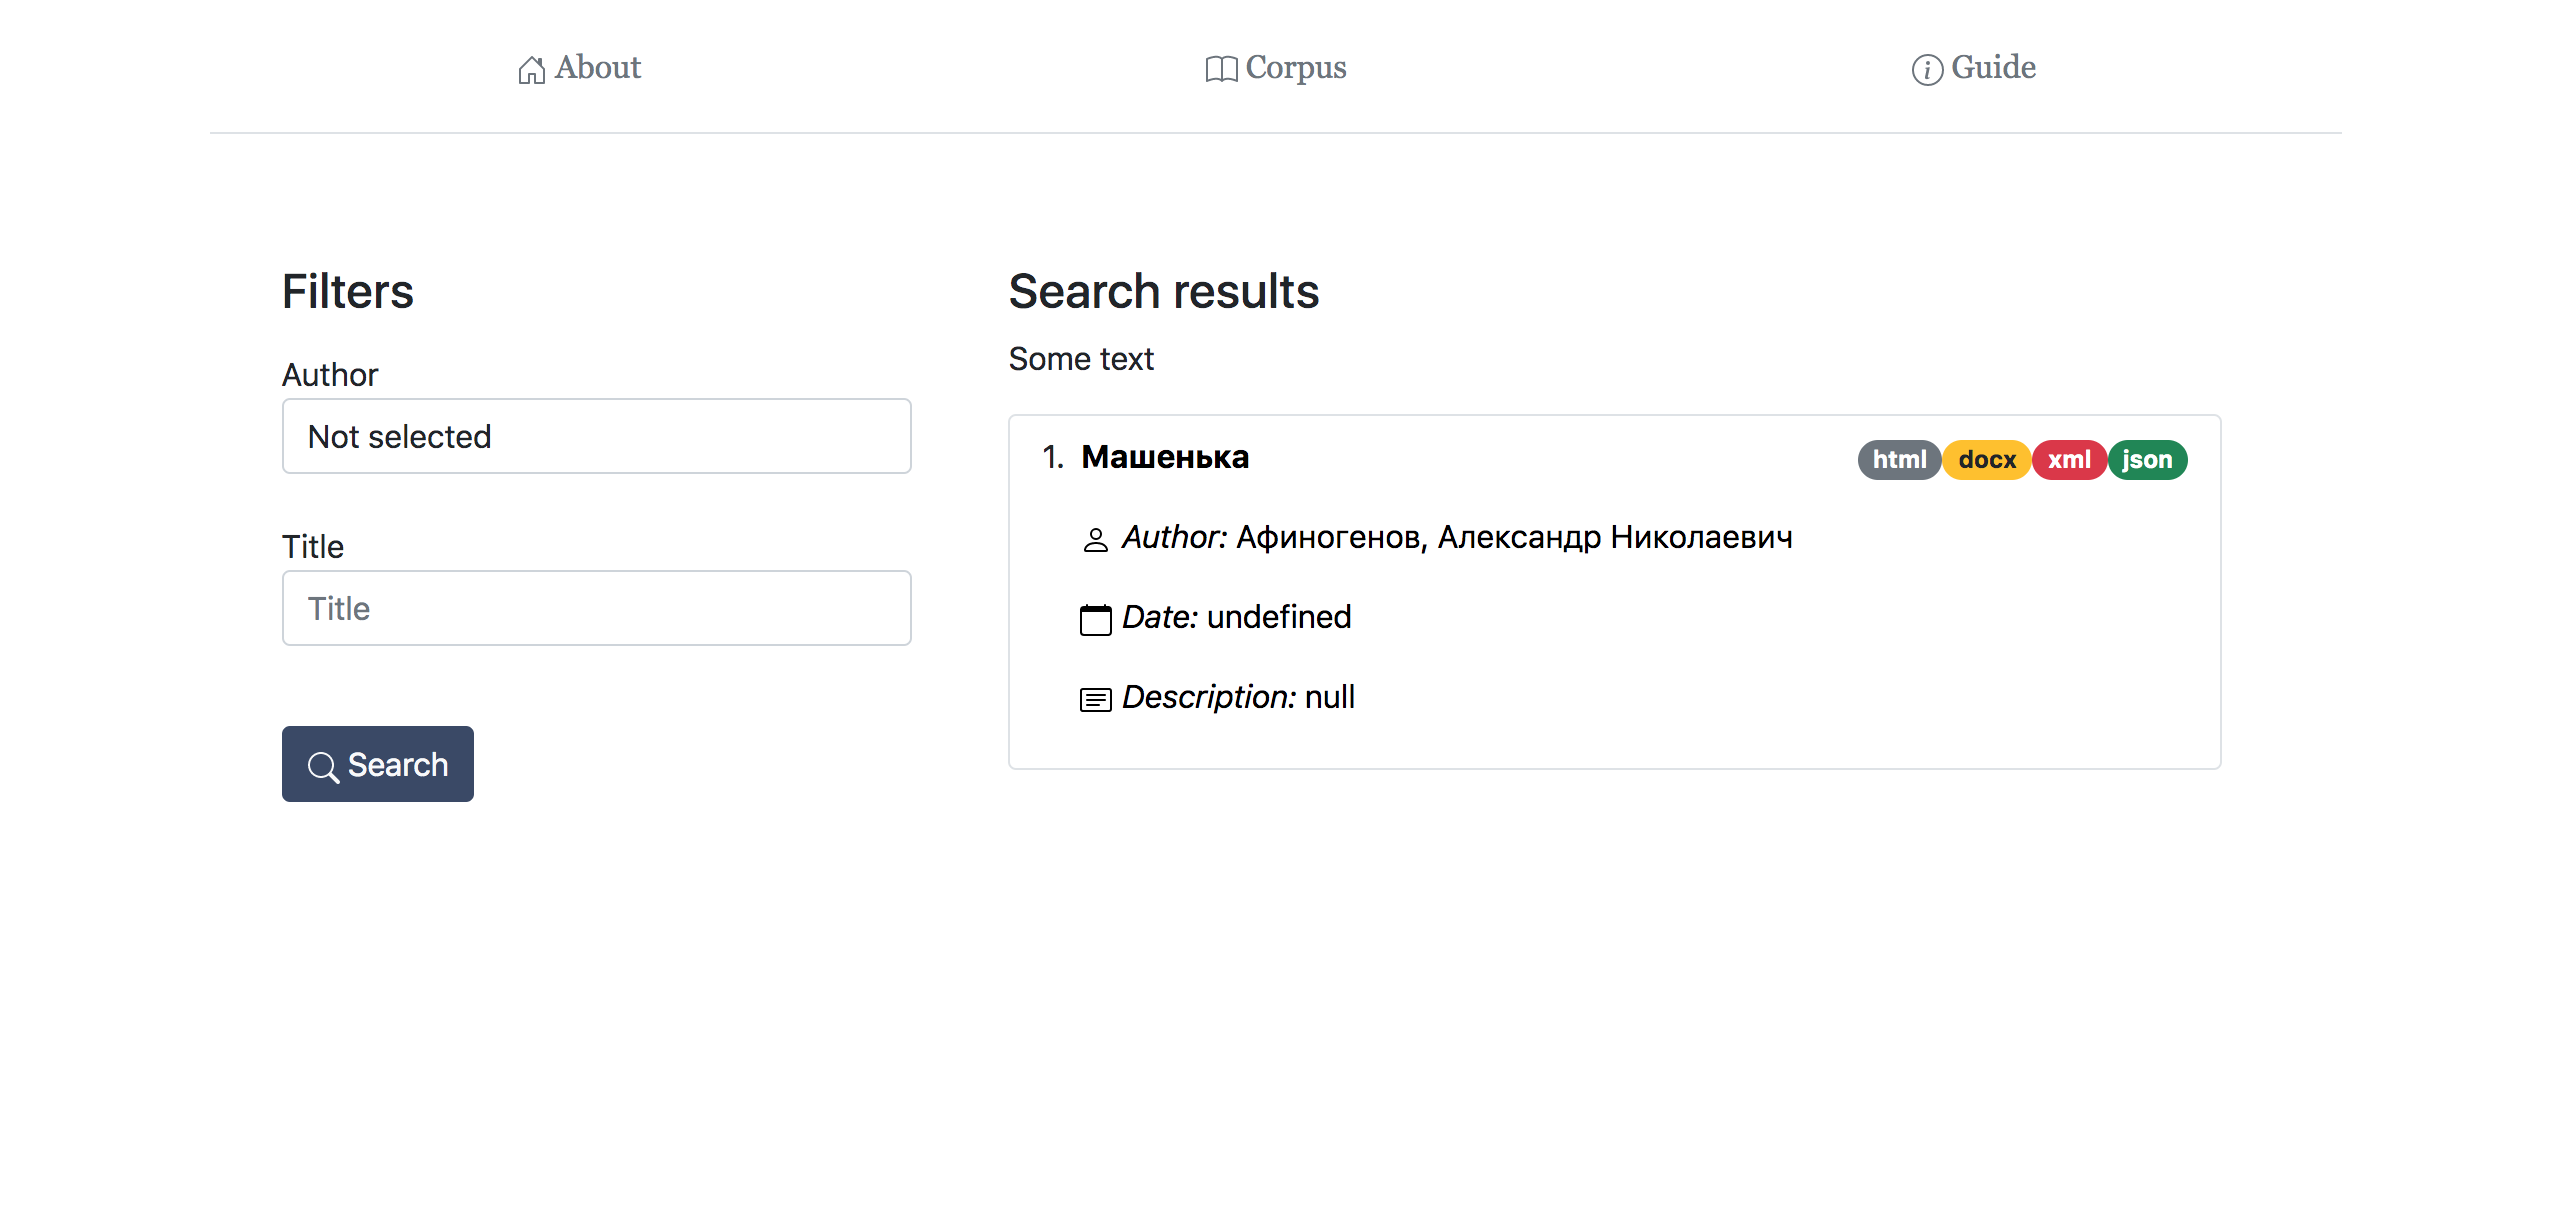 About Corpus Guide
Filters
Author
Not selected
Title
Title
Search
Search results
Some text
1. Машенька html docx xml json
Author: Афиногенов, Александр Николаевич
Date: undefined
Description: null